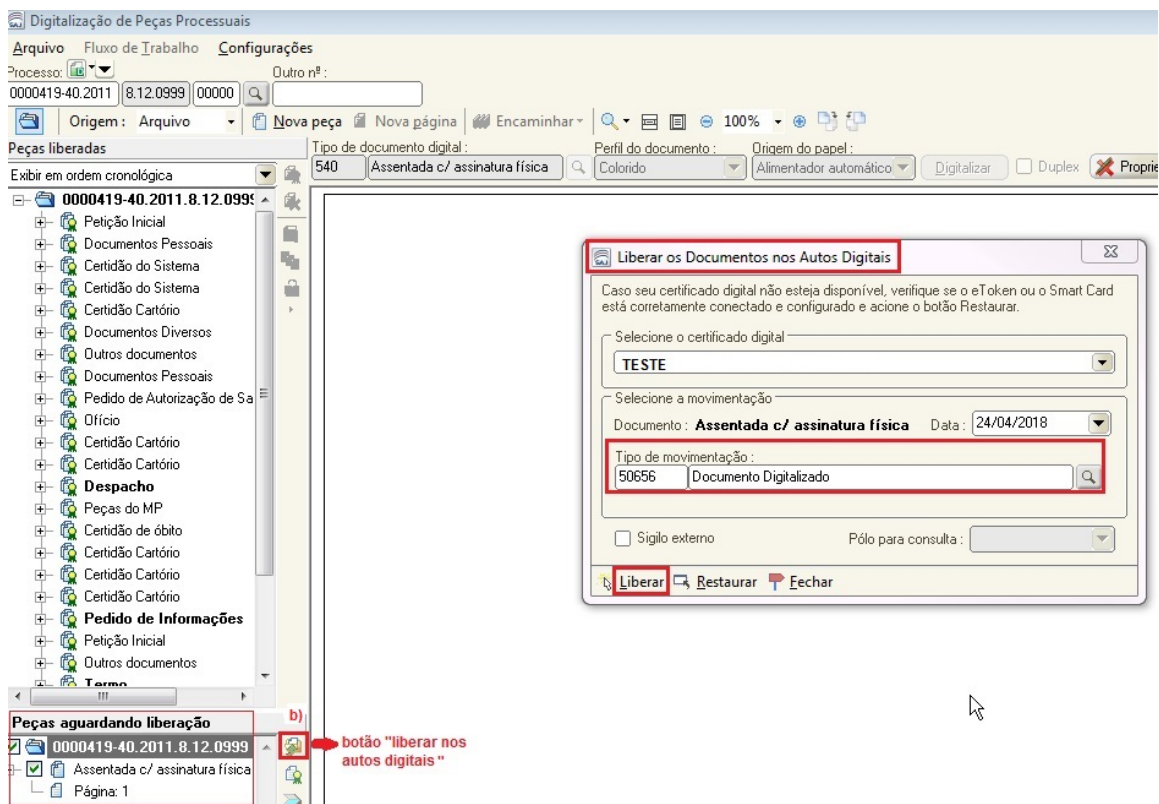 Digitalização de Peças Processuais
Arquivo Fluxo de Trabalho Configurações
Processo: Outro nº :
0000419-40.2011 8.12.0999 00000
Origem : Arquivo Nova peça Nova página Encaminhar 100%
Peças liberadas Tipo de documento digital : Perfil do documento : Origem do papel :
Exibir em ordem cronológica 540 Assentada c/ assinatura física Colorido Alimentador automático Digitalizar Duplex Proprie
0000419-40.2011.8.12.0999
Petição Inicial
Documentos Pessoais
Certidão do Sistema
Certidão do Sistema
Certidão Cartório
Documentos Diversos
Outros documentos
Documentos Pessoais
Pedido de Autorização de Sa
Ofício
Certidão Cartório
Certidão Cartório
Despacho
Peças do MP
Certidão de óbito
Certidão Cartório
Certidão Cartório
Certidão Cartório
Pedido de Informações
Petição Inicial
Outros documentos
Termo
Peças aguardando liberação b)
0000419-40.2011.8.12.0999
Assentada c/ assinatura física
Página: 1
botão "liberar nos
autos digitais "
Liberar os Documentos nos Autos Digitais
Caso seu certificado digital não esteja disponível, verifique se o eToken ou o Smart Card
está corretamente conectado e configurado e acione o botão Restaurar.
Selecione o certificado digital
TESTE
Selecione a movimentação
Documento : Assentada c/ assinatura física Data : 24/04/2018
Tipo de movimentação :
50656 Documento Digitalizado
Sigilo externo Pólo para consulta :
Liberar Restaurar Fechar